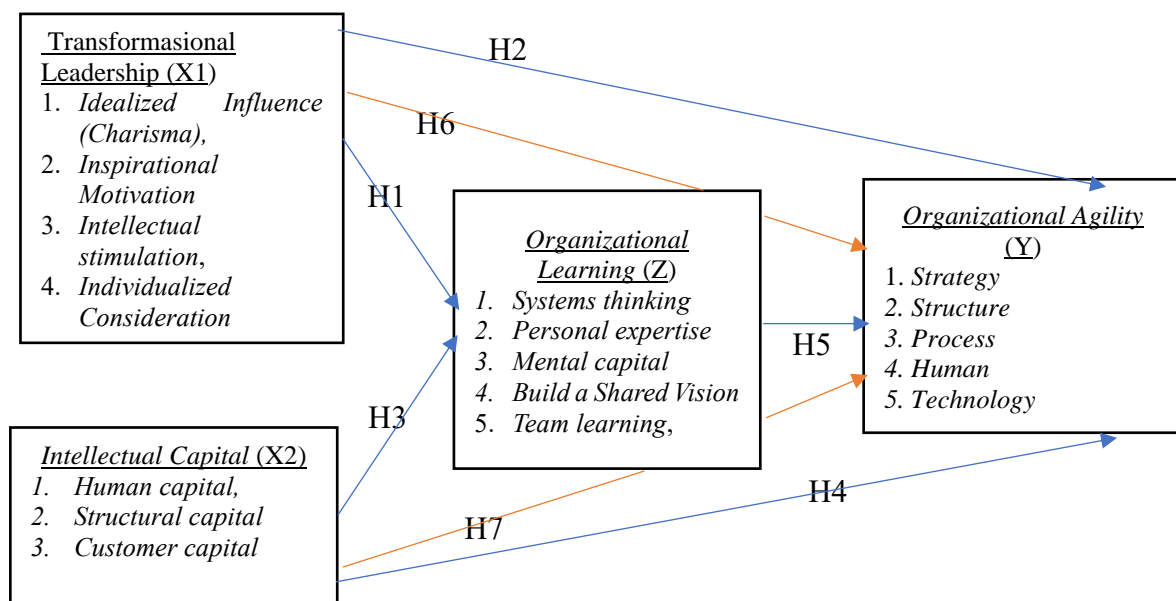 Transformasional
Leadership (X1)
1. Idealized Influence
(Charisma),
2. Inspirational
Motivation
3. Intellectual
stimulation,
4. Individualized
Consideration
H2
H6
H1
Organizational
Learning (Z)
1. Systems thinking
2. Personal expertise
3. Mental capital
4. Build a Shared Vision
5. Team learning,
Organizational Agility
(Y)
1. Strategy
2. Structure
3. Process
4. Human
5. Technology
H5
H3
Intellectual Capital (X2)
1. Human capital,
2. Structural capital
3. Customer capital
H4
H7